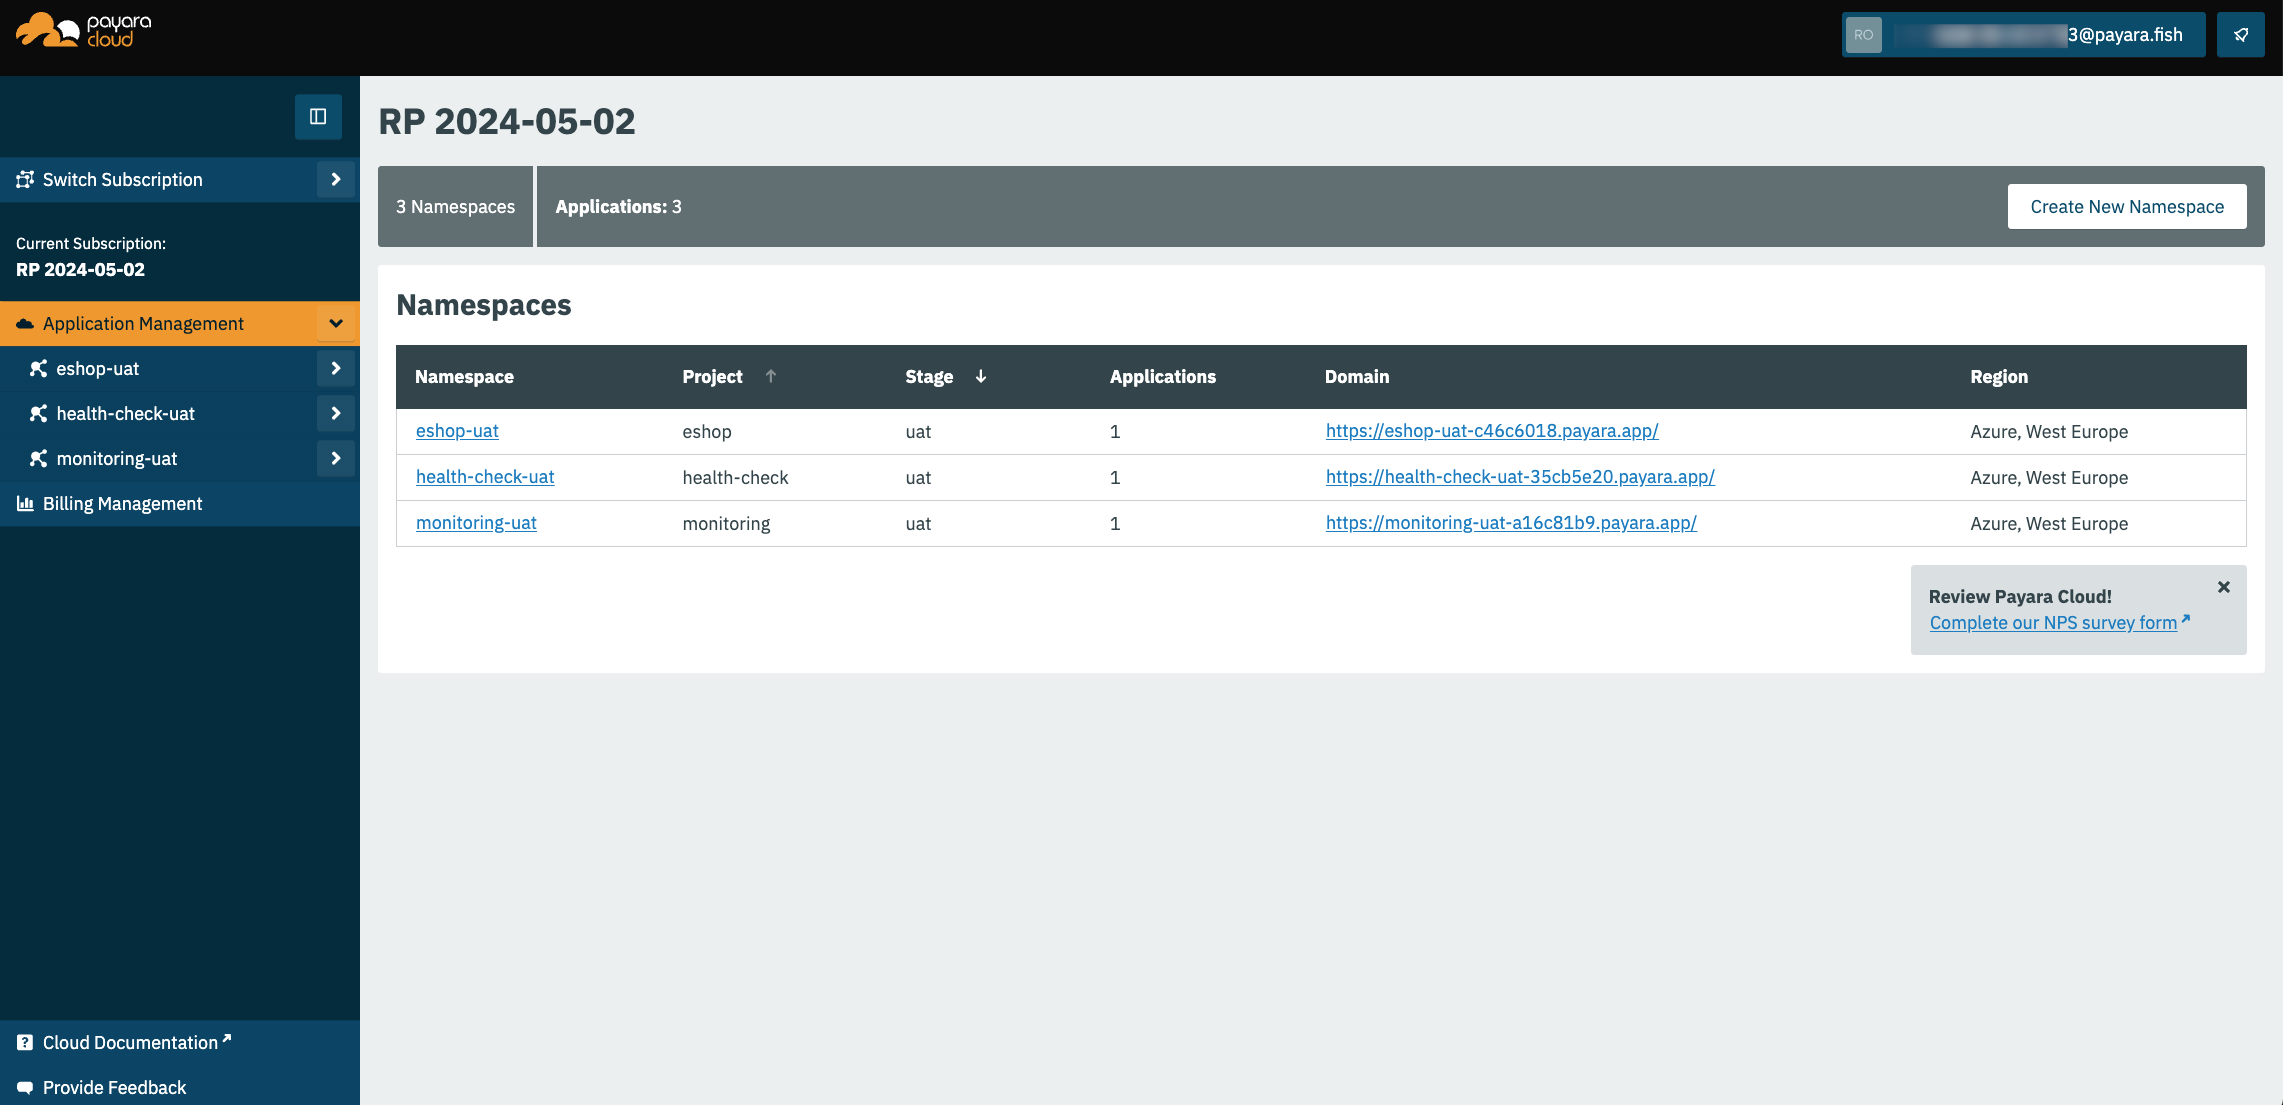 payara
cloud
RO
3@payara.fish
Switch Subscription
Current Subscription:
RP 2024-05-02
Application Management
eshop-uat
health-check-uat
monitoring-uat
Billing Management
Cloud Documentation
Provide Feedback
RP 2024-05-02
3 Namespaces
Applications: 3
Create New Namespace
Namespaces
Namespace Project Stage Applications Domain Region
eshop-uat eshop uat 1 https://eshop-uat-c46c6018.payara.app/ Azure, West Europe
health-check-uat health-check uat 1 https://health-check-uat-35cb5e20.payara.app/ Azure, West Europe
monitoring-uat monitoring uat 1 https://monitoring-uat-a16c81b9.payara.app/ Azure, West Europe
Review Payara Cloud!
Complete our NPS survey form